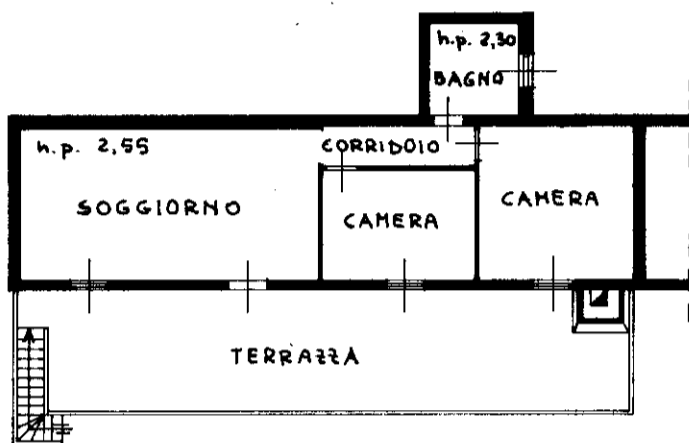 h.p. 2,30
BAGNO
h.p. 2,55
CORRIDOIO
SOGGIORNO
CAMERA
CAMERA
TERRAZZA